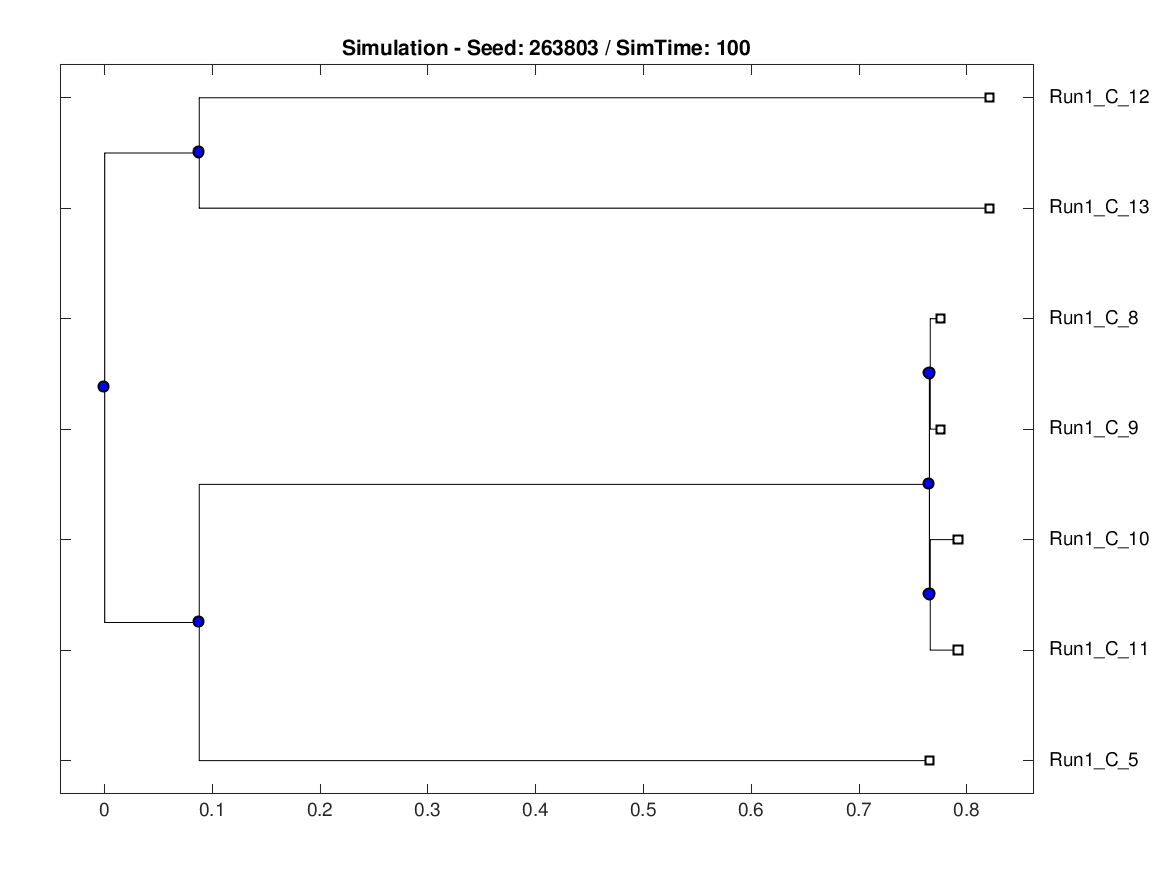 Simulation - Seed: 263803 / SimTime: 100
Run1_C_12
Run1_C_13
Run1_C_8
Run1_C_9
Run1_C_10
Run1_C_11
Run1_C_5
0 0.1 0.2 0.3 0.4 0.5 0.6 0.7 0.8